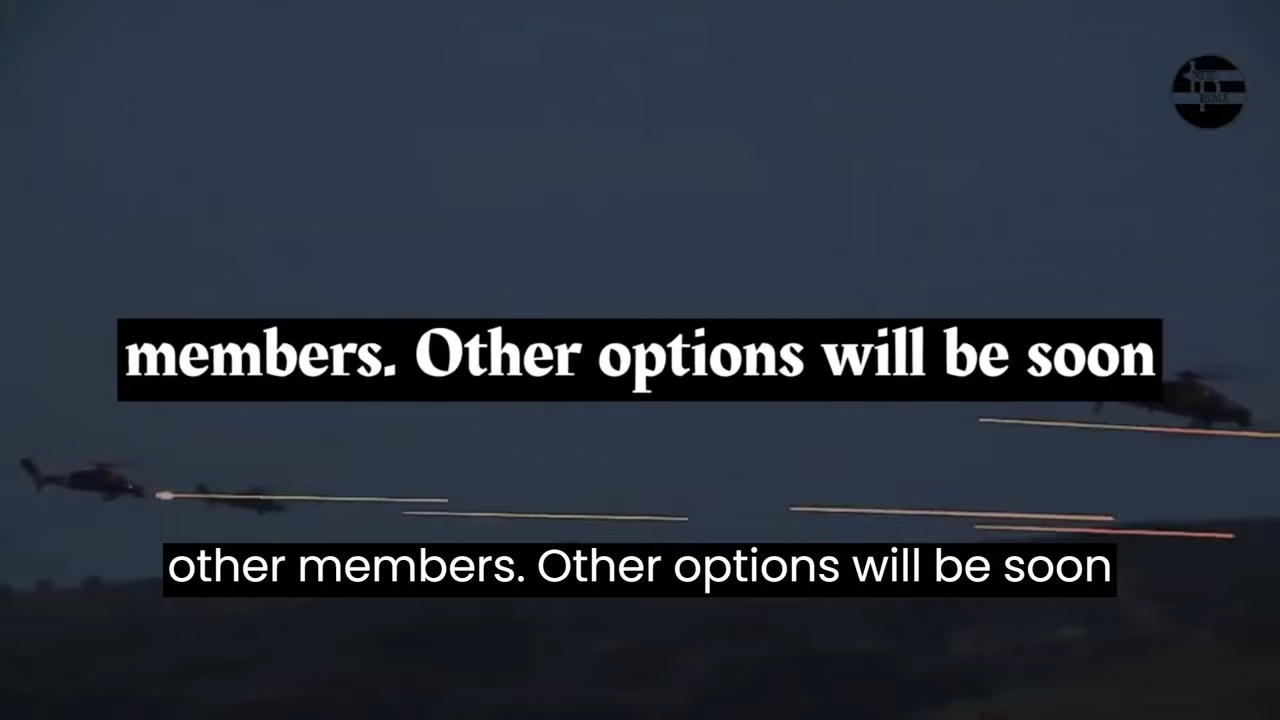 members. Other options will be soon
other members. Other options will be soon